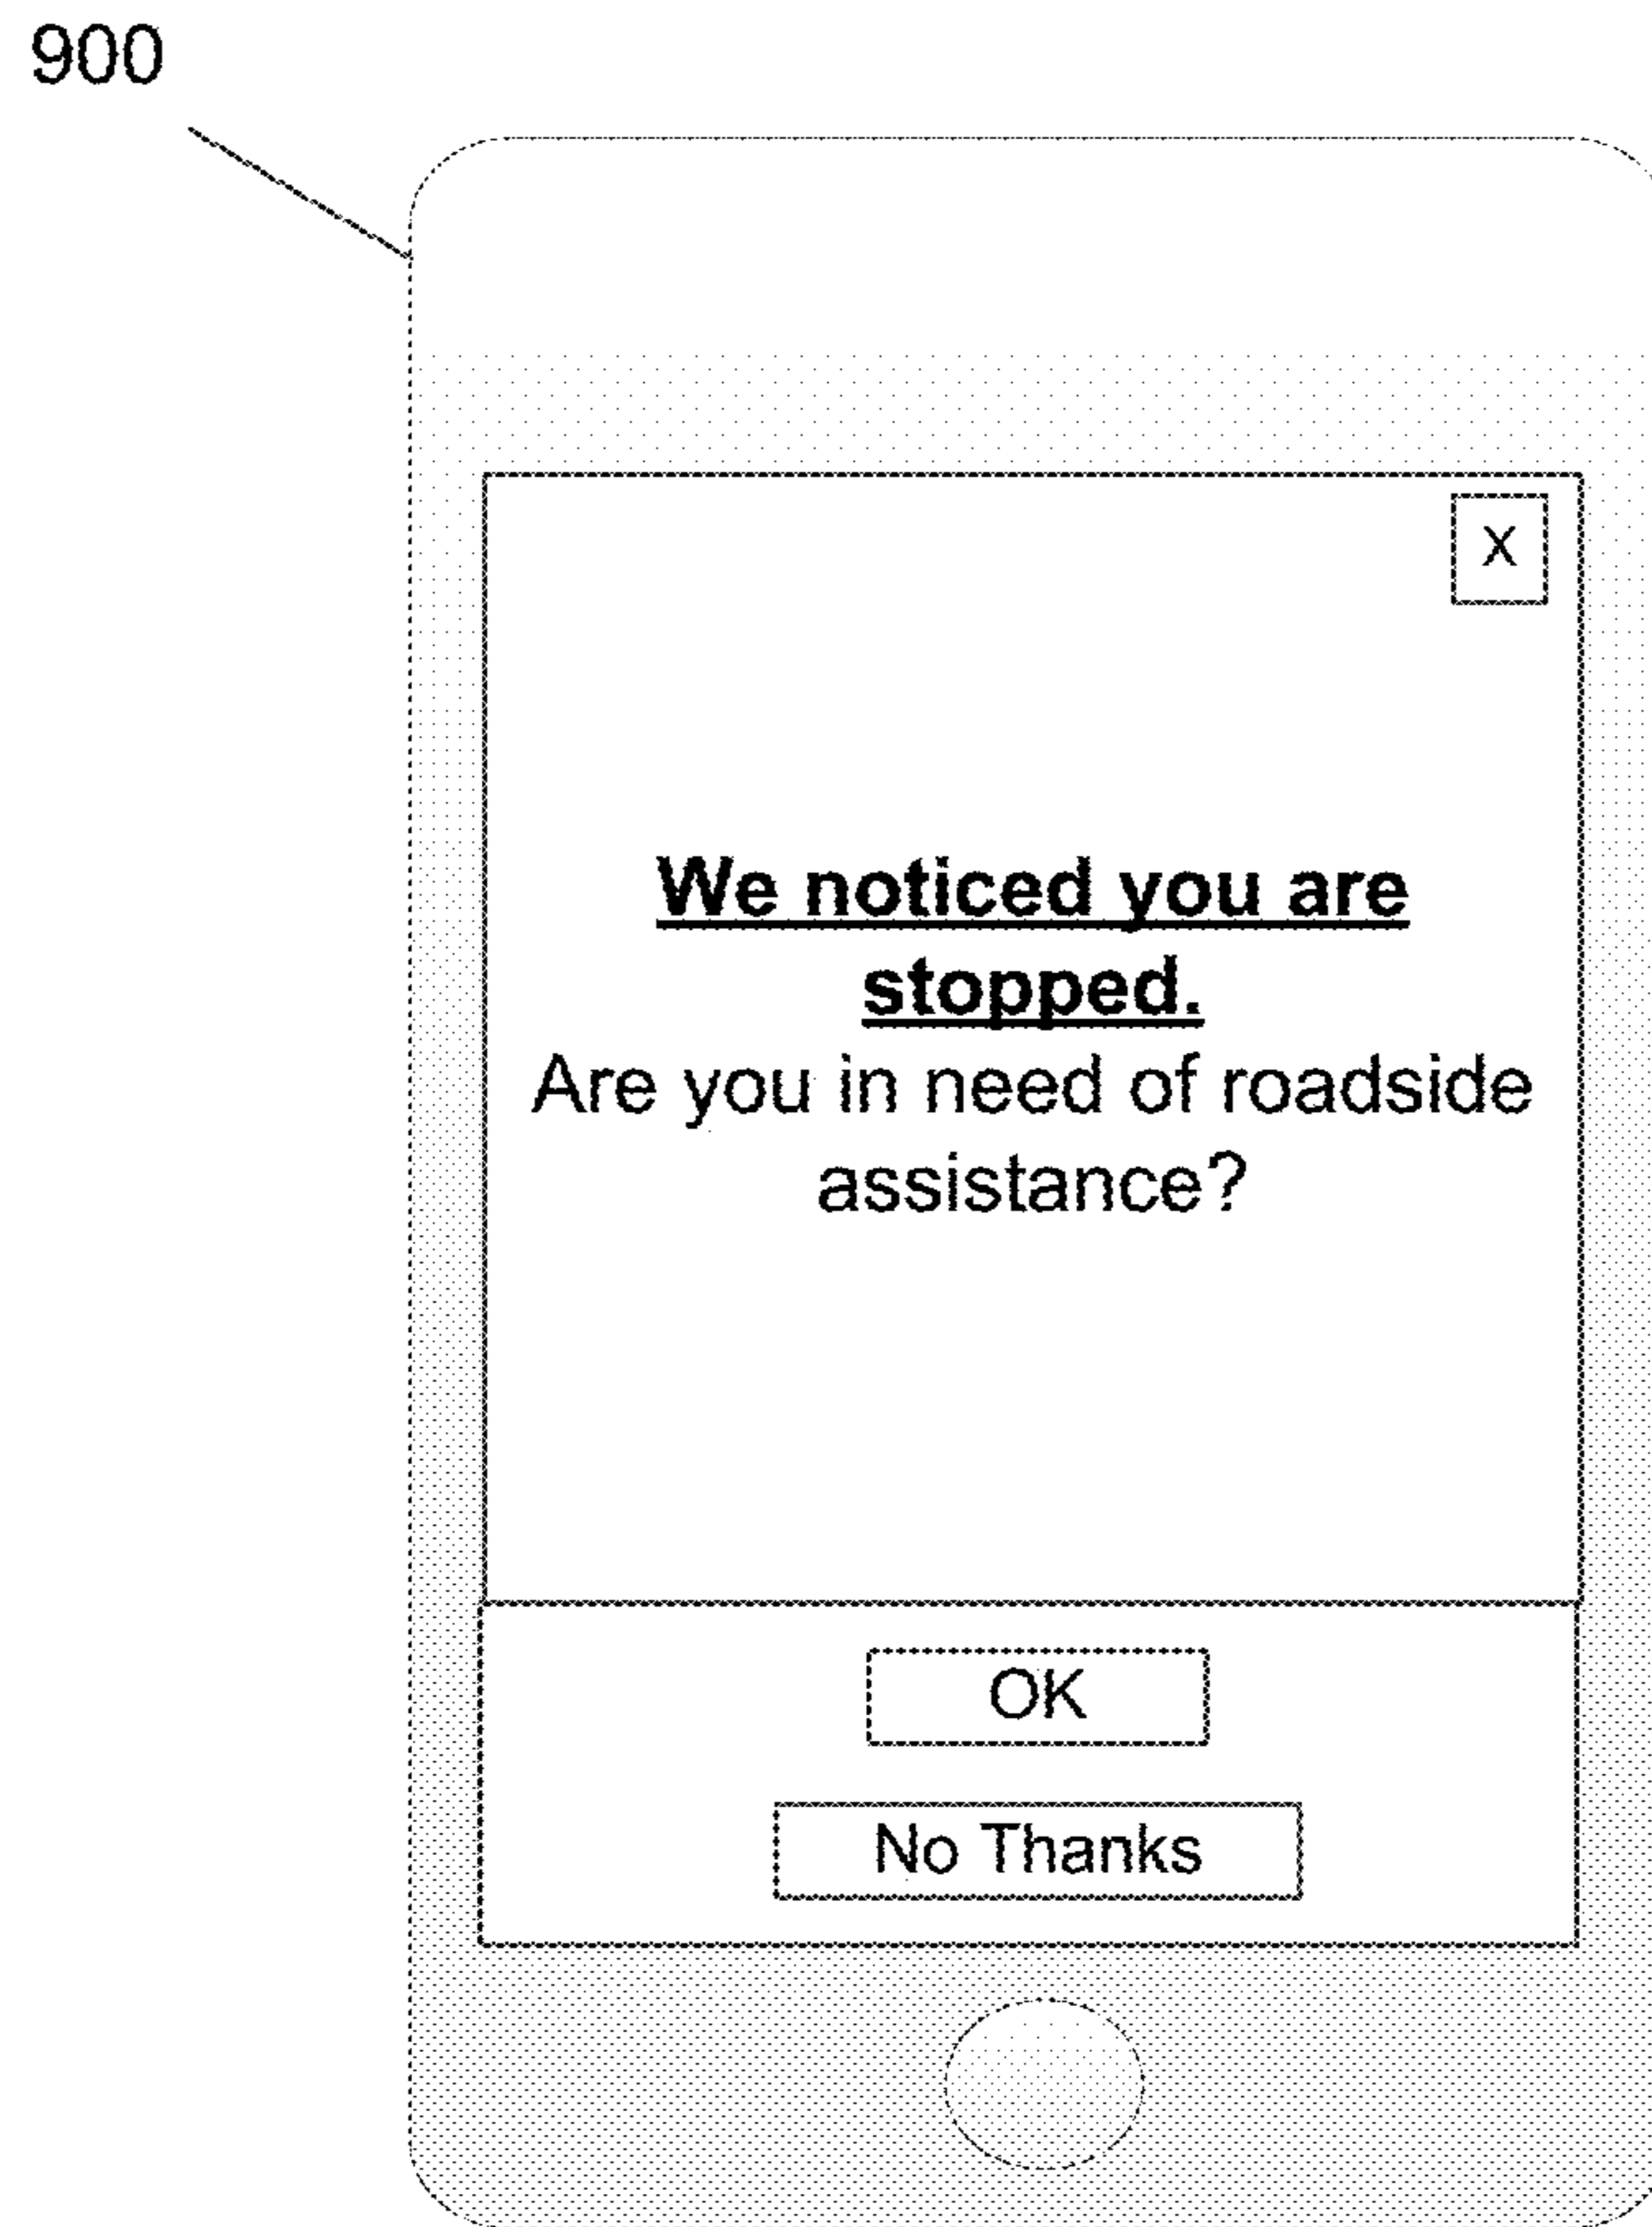 900
X
We noticed you are
stopped.
Are you in need of roadside
assistance?
OK
No Thanks